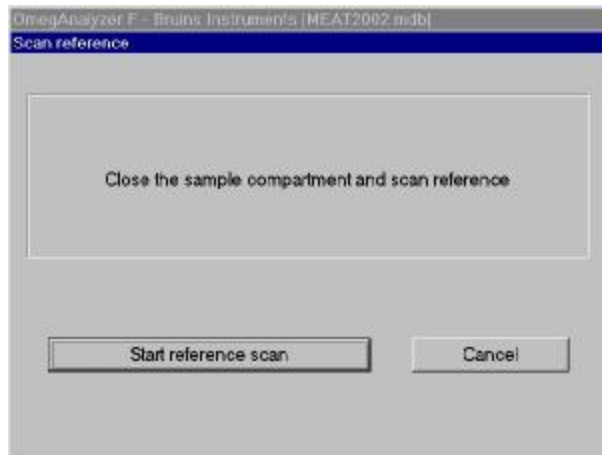 OmegAnalyzer F - Bruins Instruments [MEAT2002.mdb]
Scan reference
Close the sample compartment and scan reference
Start reference scan
Cancel